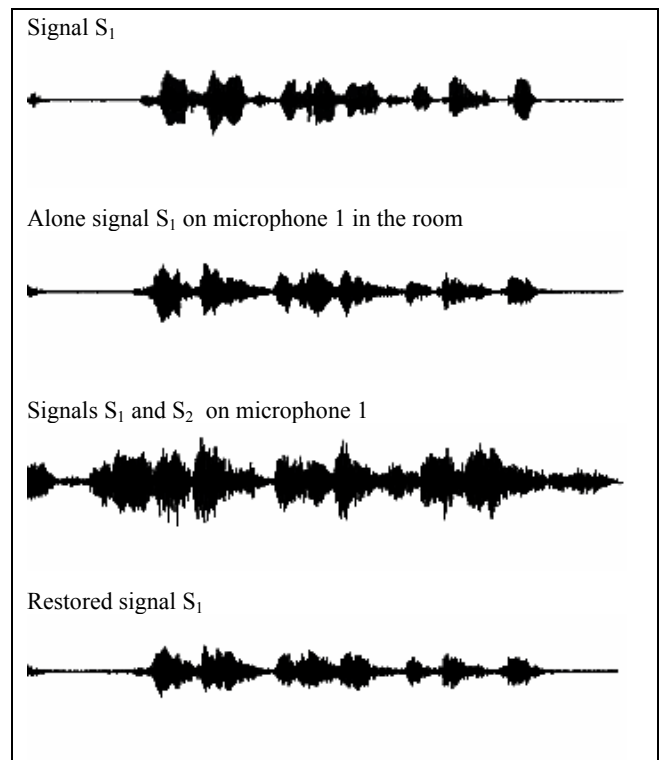 Signal S₁
Alone signal S₁ on microphone 1 in the room
Signals S₁ and S₂ on microphone 1
Restored signal S₁